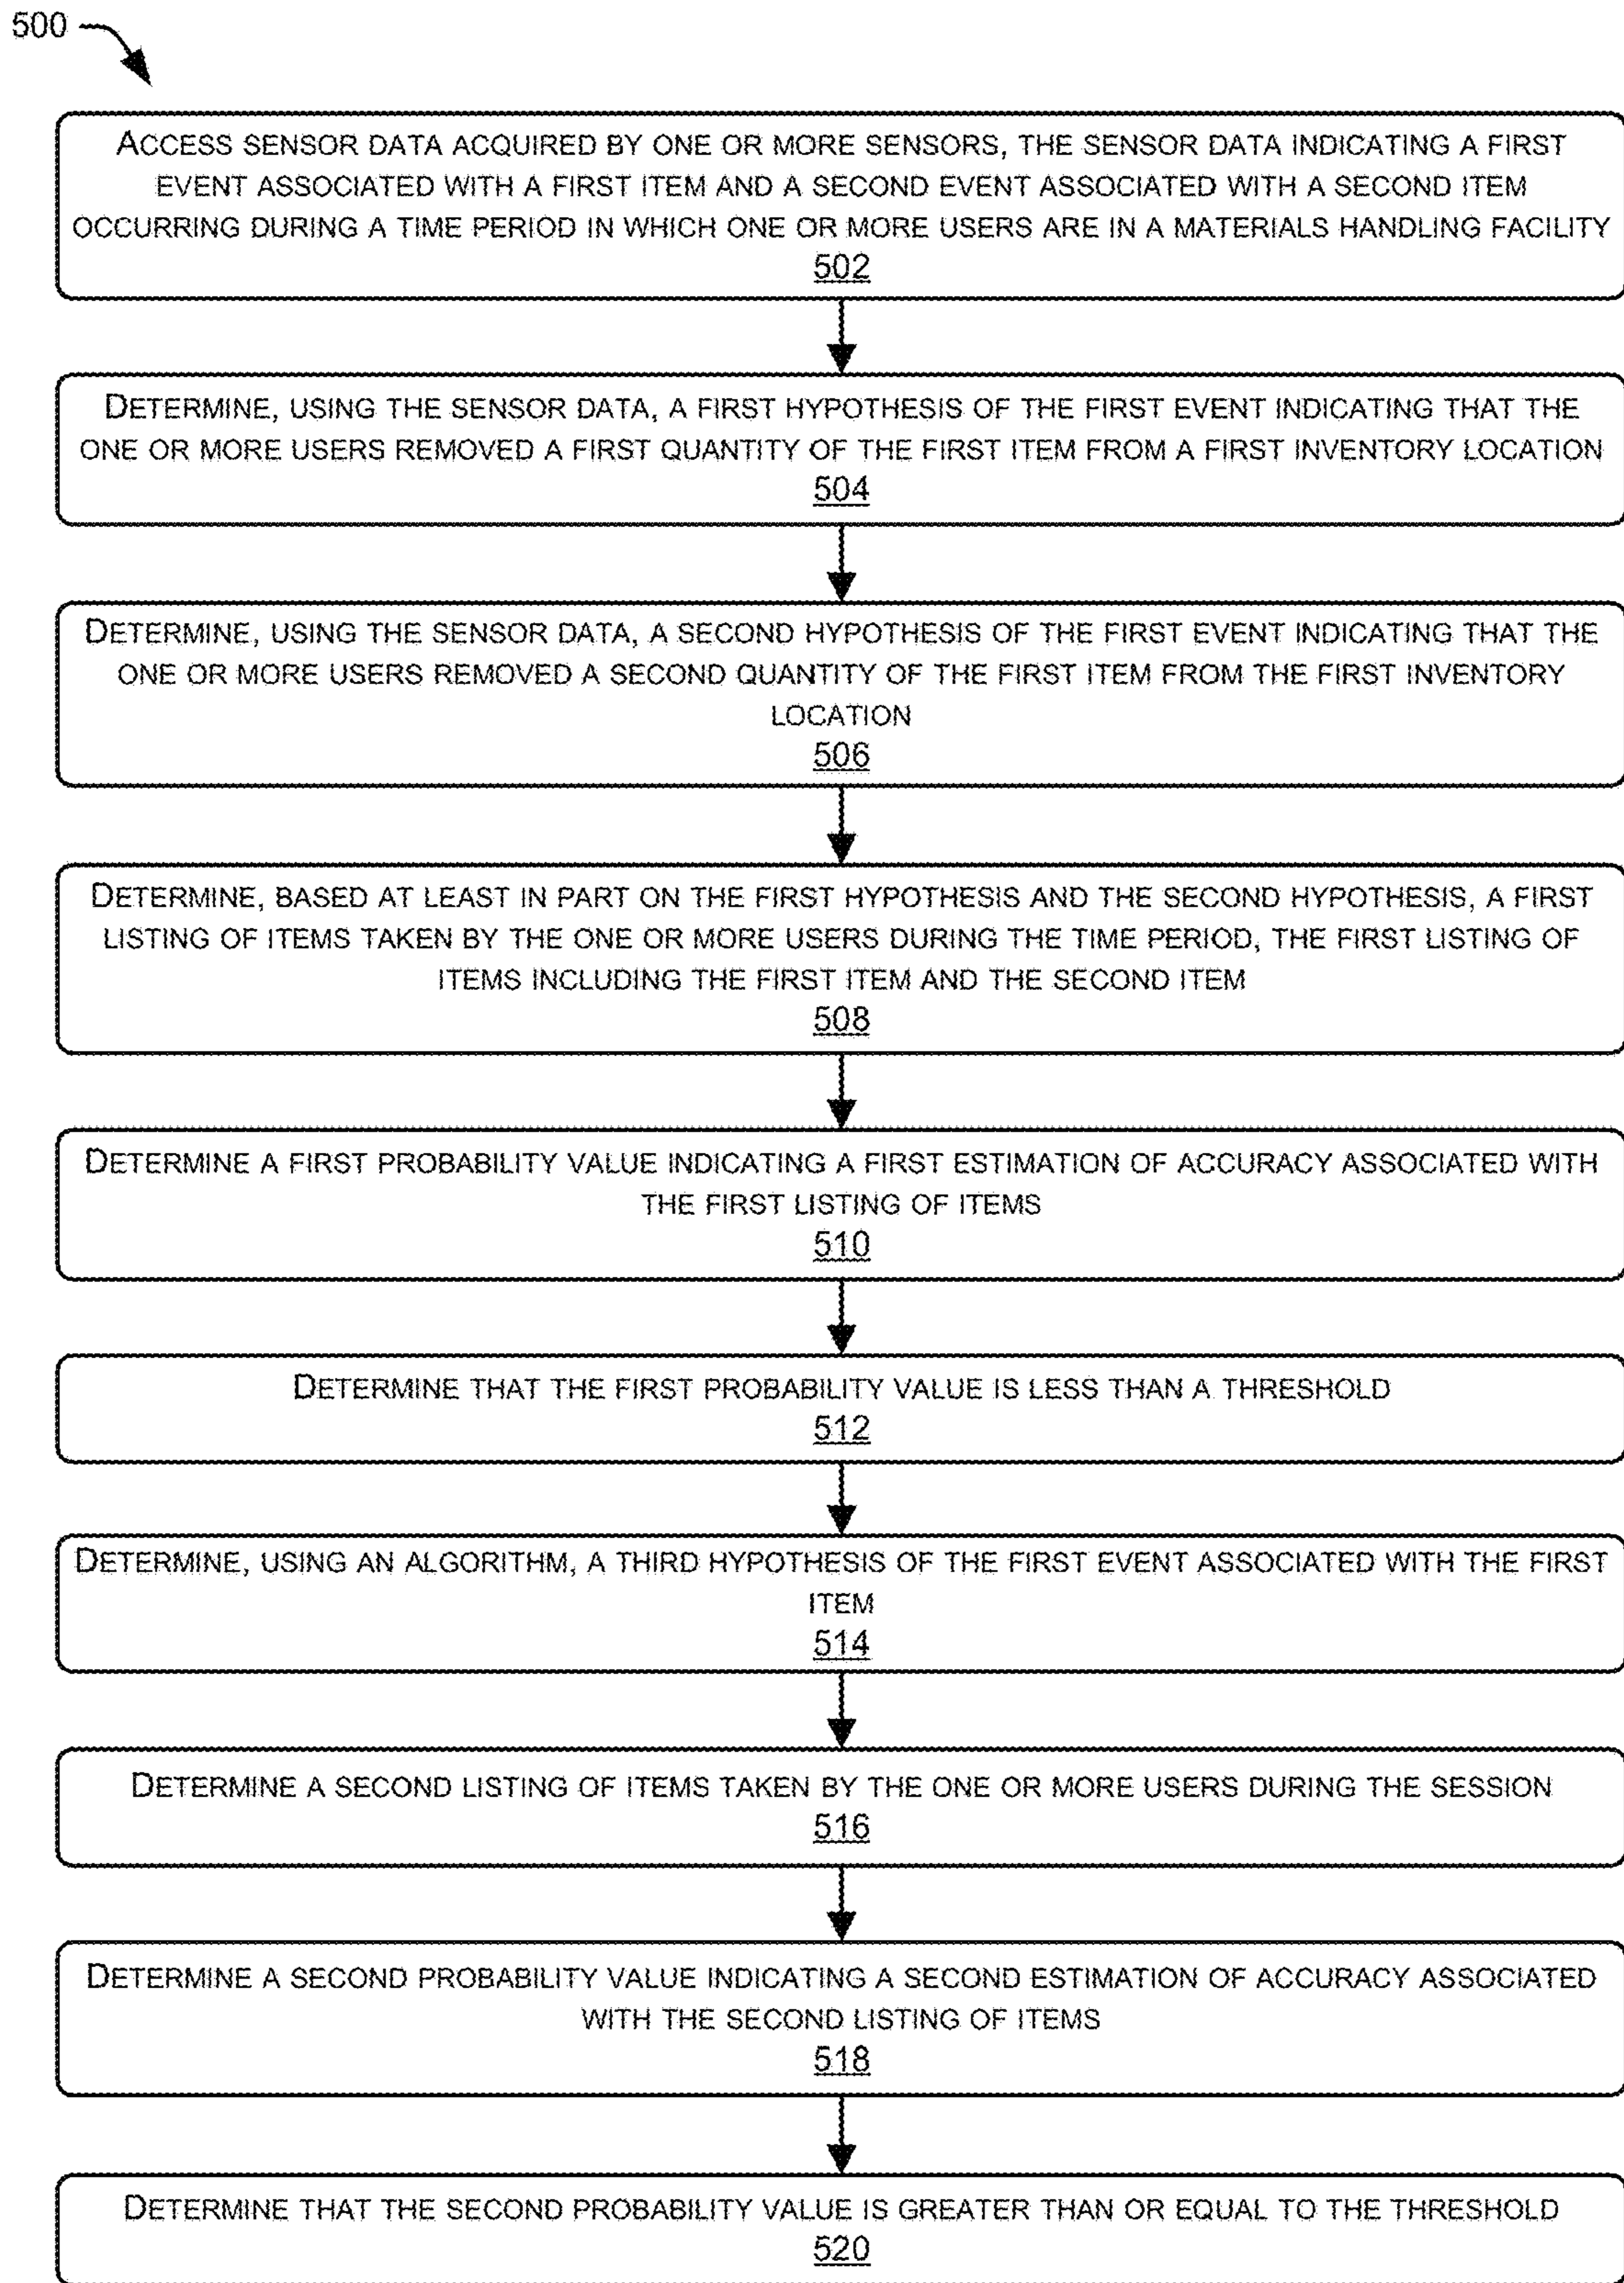 500
ACCESS SENSOR DATA ACQUIRED BY ONE OR MORE SENSORS, THE SENSOR DATA INDICATING A FIRST
EVENT ASSOCIATED WITH A FIRST ITEM AND A SECOND EVENT ASSOCIATED WITH A SECOND ITEM
OCCURRING DURING A TIME PERIOD IN WHICH ONE OR MORE USERS ARE IN A MATERIALS HANDLING FACILITY
502
DETERMINE, USING THE SENSOR DATA, A FIRST HYPOTHESIS OF THE FIRST EVENT INDICATING THAT THE
ONE OR MORE USERS REMOVED A FIRST QUANTITY OF THE FIRST ITEM FROM A FIRST INVENTORY LOCATION
504
DETERMINE, USING THE SENSOR DATA, A SECOND HYPOTHESIS OF THE FIRST EVENT INDICATING THAT THE
ONE OR MORE USERS REMOVED A SECOND QUANTITY OF THE FIRST ITEM FROM THE FIRST INVENTORY
LOCATION
506
DETERMINE, BASED AT LEAST IN PART ON THE FIRST HYPOTHESIS AND THE SECOND HYPOTHESIS, A FIRST
LISTING OF ITEMS TAKEN BY THE ONE OR MORE USERS DURING THE TIME PERIOD, THE FIRST LISTING OF
ITEMS INCLUDING THE FIRST ITEM AND THE SECOND ITEM
508
DETERMINE A FIRST PROBABILITY VALUE INDICATING A FIRST ESTIMATION OF ACCURACY ASSOCIATED WITH
THE FIRST LISTING OF ITEMS
510
DETERMINE THAT THE FIRST PROBABILITY VALUE IS LESS THAN A THRESHOLD
512
DETERMINE, USING AN ALGORITHM, A THIRD HYPOTHESIS OF THE FIRST EVENT ASSOCIATED WITH THE FIRST
ITEM
514
DETERMINE A SECOND LISTING OF ITEMS TAKEN BY THE ONE OR MORE USERS DURING THE SESSION
516
DETERMINE A SECOND PROBABILITY VALUE INDICATING A SECOND ESTIMATION OF ACCURACY ASSOCIATED
WITH THE SECOND LISTING OF ITEMS
518
DETERMINE THAT THE SECOND PROBABILITY VALUE IS GREATER THAN OR EQUAL TO THE THRESHOLD
520